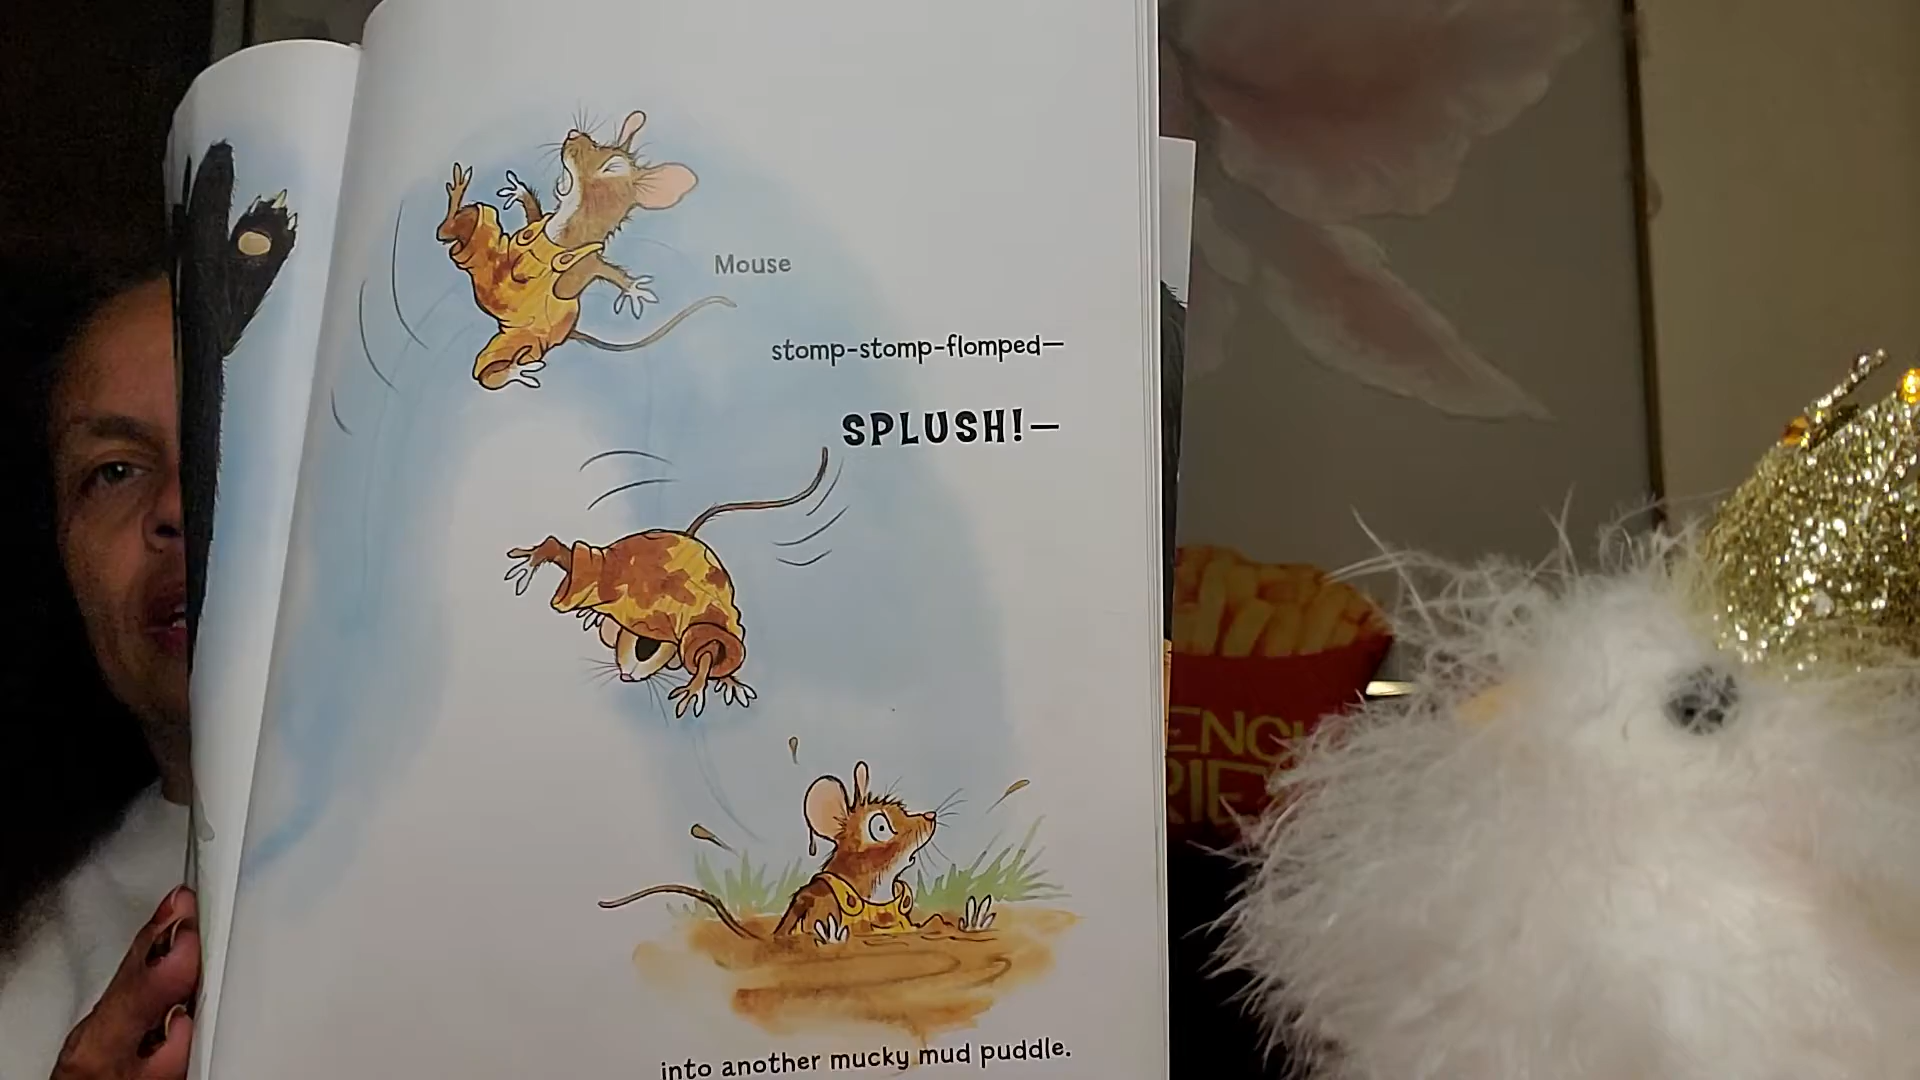 Mouse
stomp-stomp-flomped—
SPLUSH!—
into another mucky mud puddle.